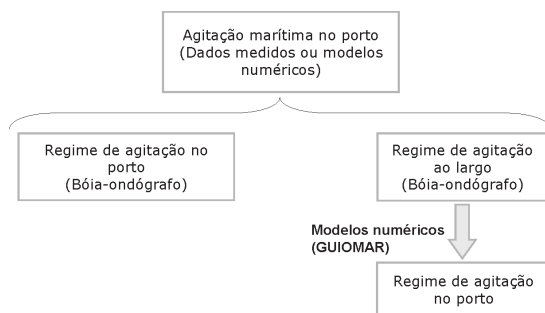 Agitação marítima no porto
(Dados medidos ou modelos
numéricos)
Regime de agitação no
porto
(Bóia-ondógrafo)
Regime de agitação
ao largo
(Bóia-ondógrafo)
Modelos numéricos
(GUIOMAR)
Regime de agitação
no porto